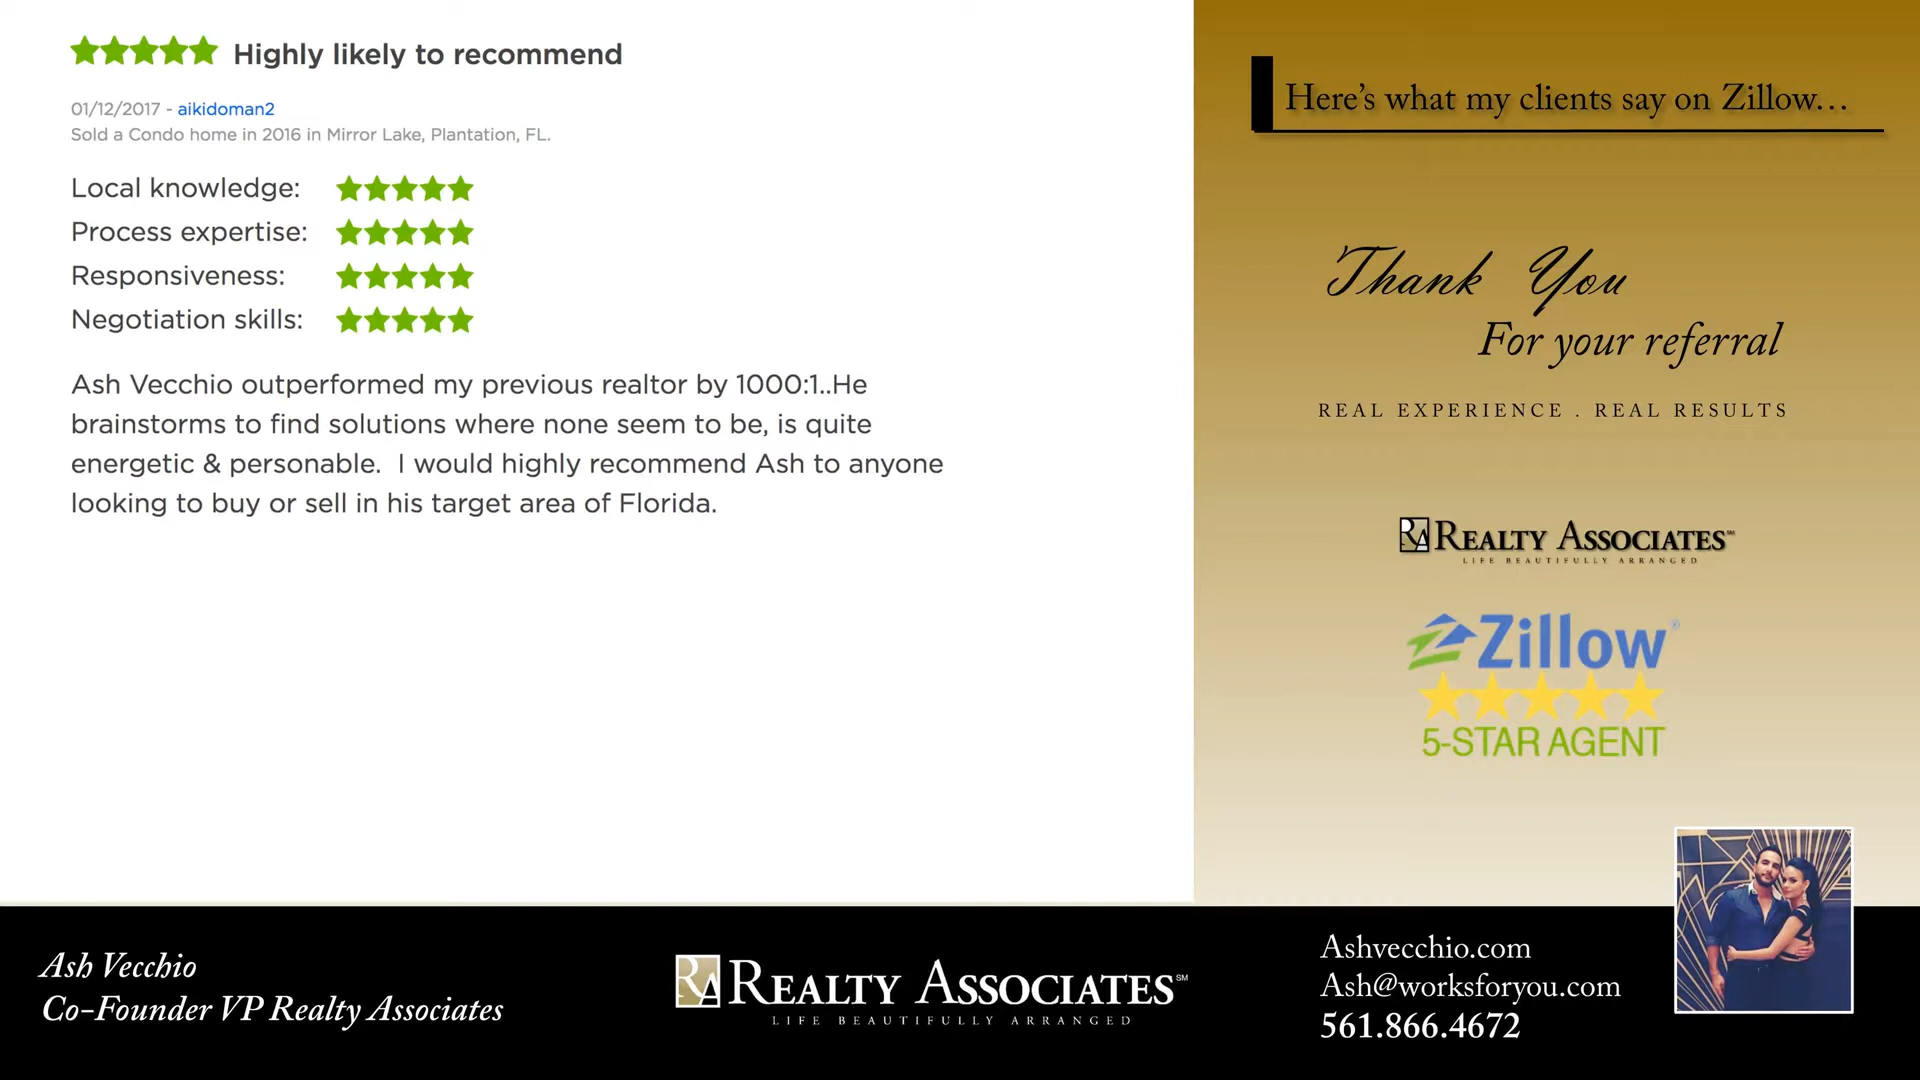 Highly likely to recommend
01/12/2017 - aikidoman2
Sold a Condo home in 2016 in Mirror Lake, Plantation, FL.
Local knowledge:
Process expertise:
Responsiveness:
Negotiation skills:
Ash Vecchio outperformed my previous realtor by 1000:1..He
brainstorms to find solutions where none seem to be, is quite
energetic & personable.  I would highly recommend Ash to anyone
looking to buy or sell in his target area of Florida.
Here's what my clients say on Zillow...
Thank You
For your referral
REAL EXPERIENCE . REAL RESULTS
RA REALTY ASSOCIATES℠
LIFE BEAUTIFULLY ARRANGED
Zillow®
5-STAR AGENT
Ash Vecchio
Co-Founder VP Realty Associates
RA REALTY ASSOCIATES℠
LIFE BEAUTIFULLY ARRANGED
Ashvecchio.com
Ash@worksforyou.com
561.866.4672